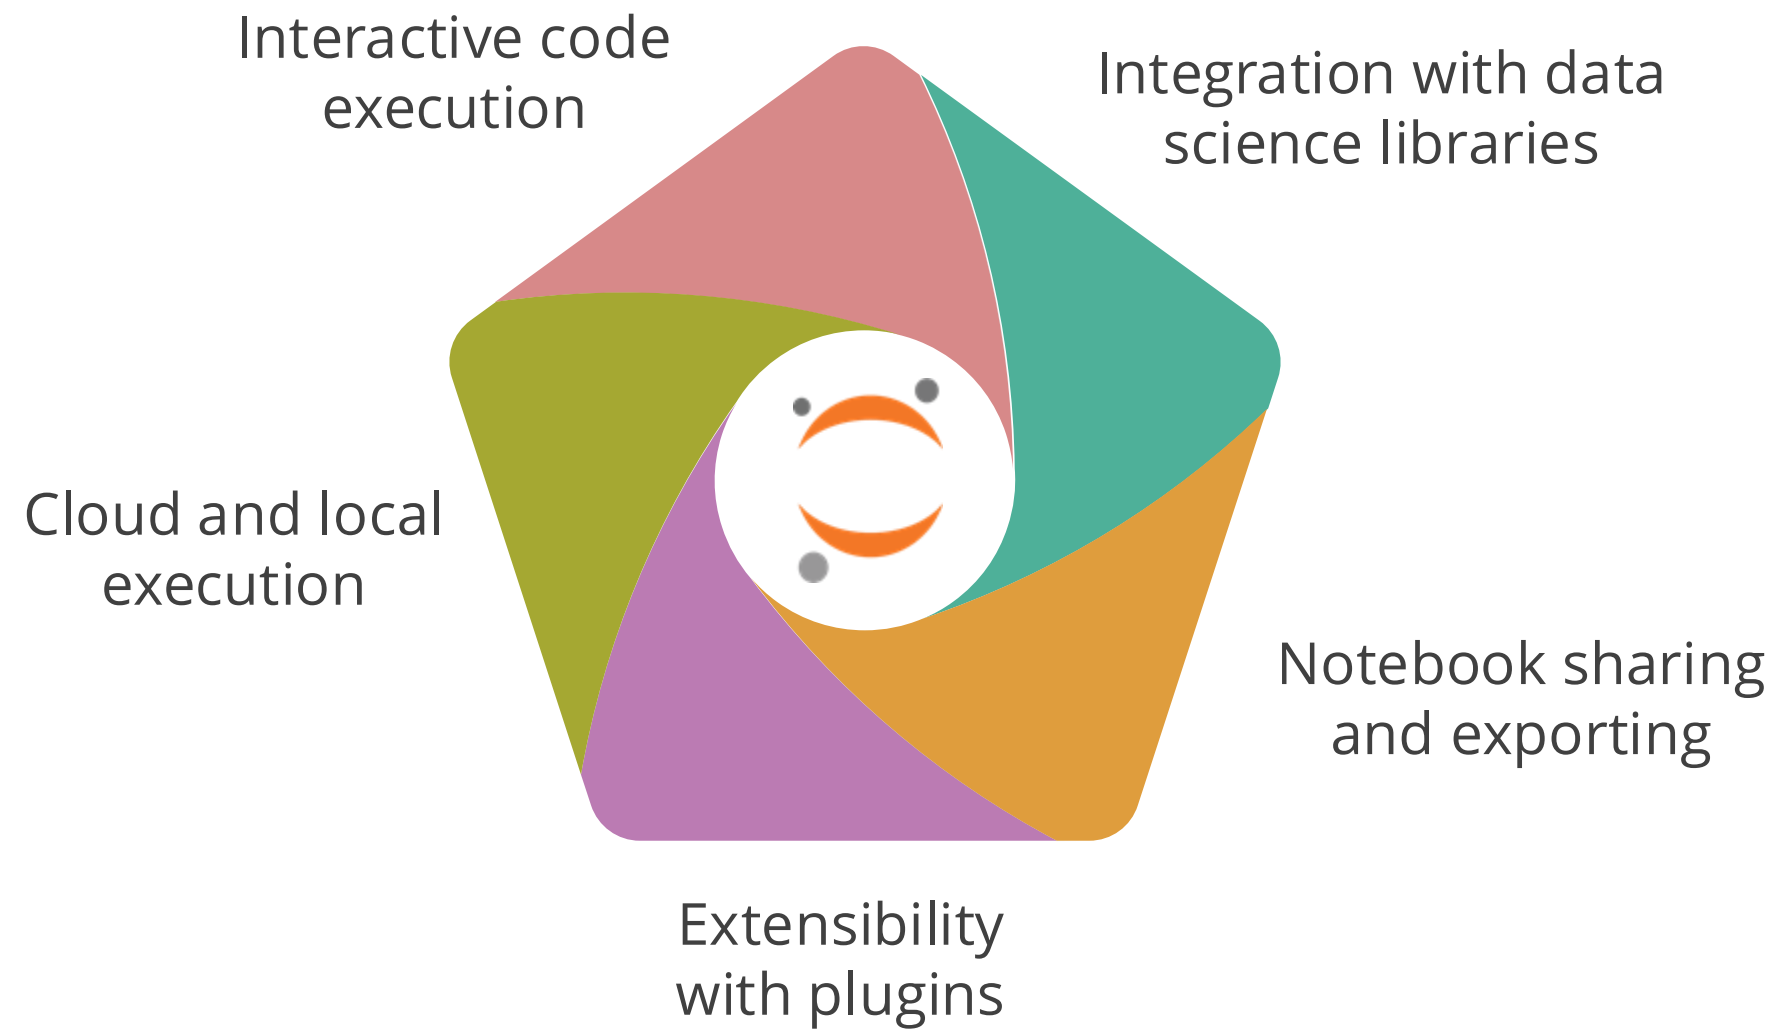 Interactive code
execution
Integration with data
science libraries
Cloud and local
execution
Notebook sharing
and exporting
Extensibility
with plugins